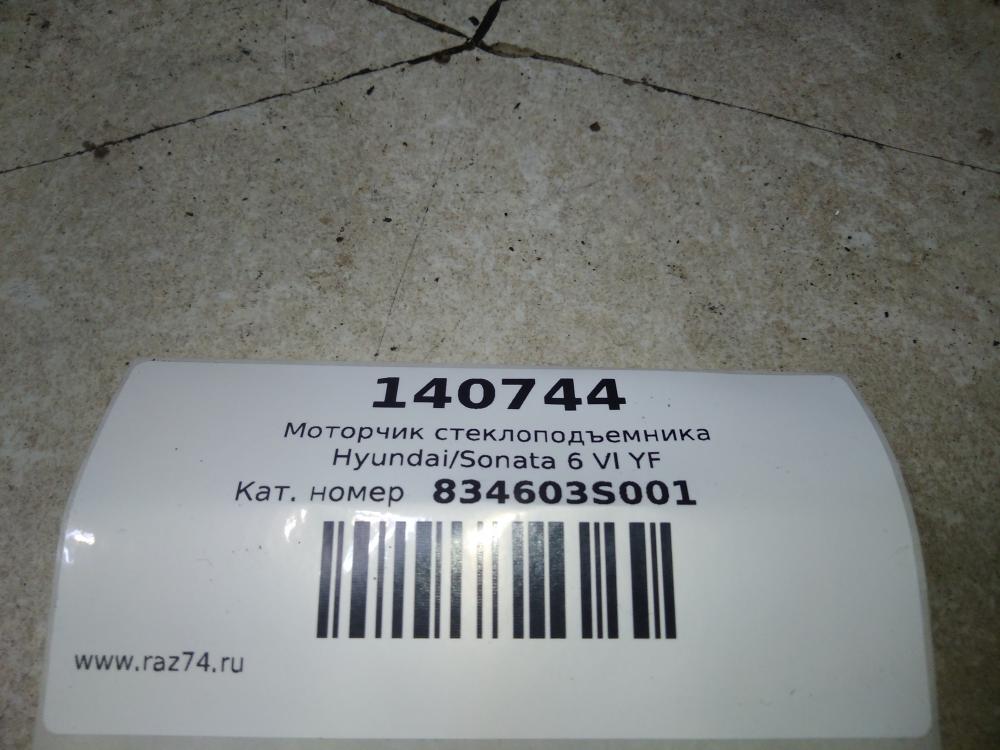 140744
Моторчик стеклоподъемника
Hyundai/Sonata 6 VI YF
Кат. номер 834603S001
www.raz74.ru